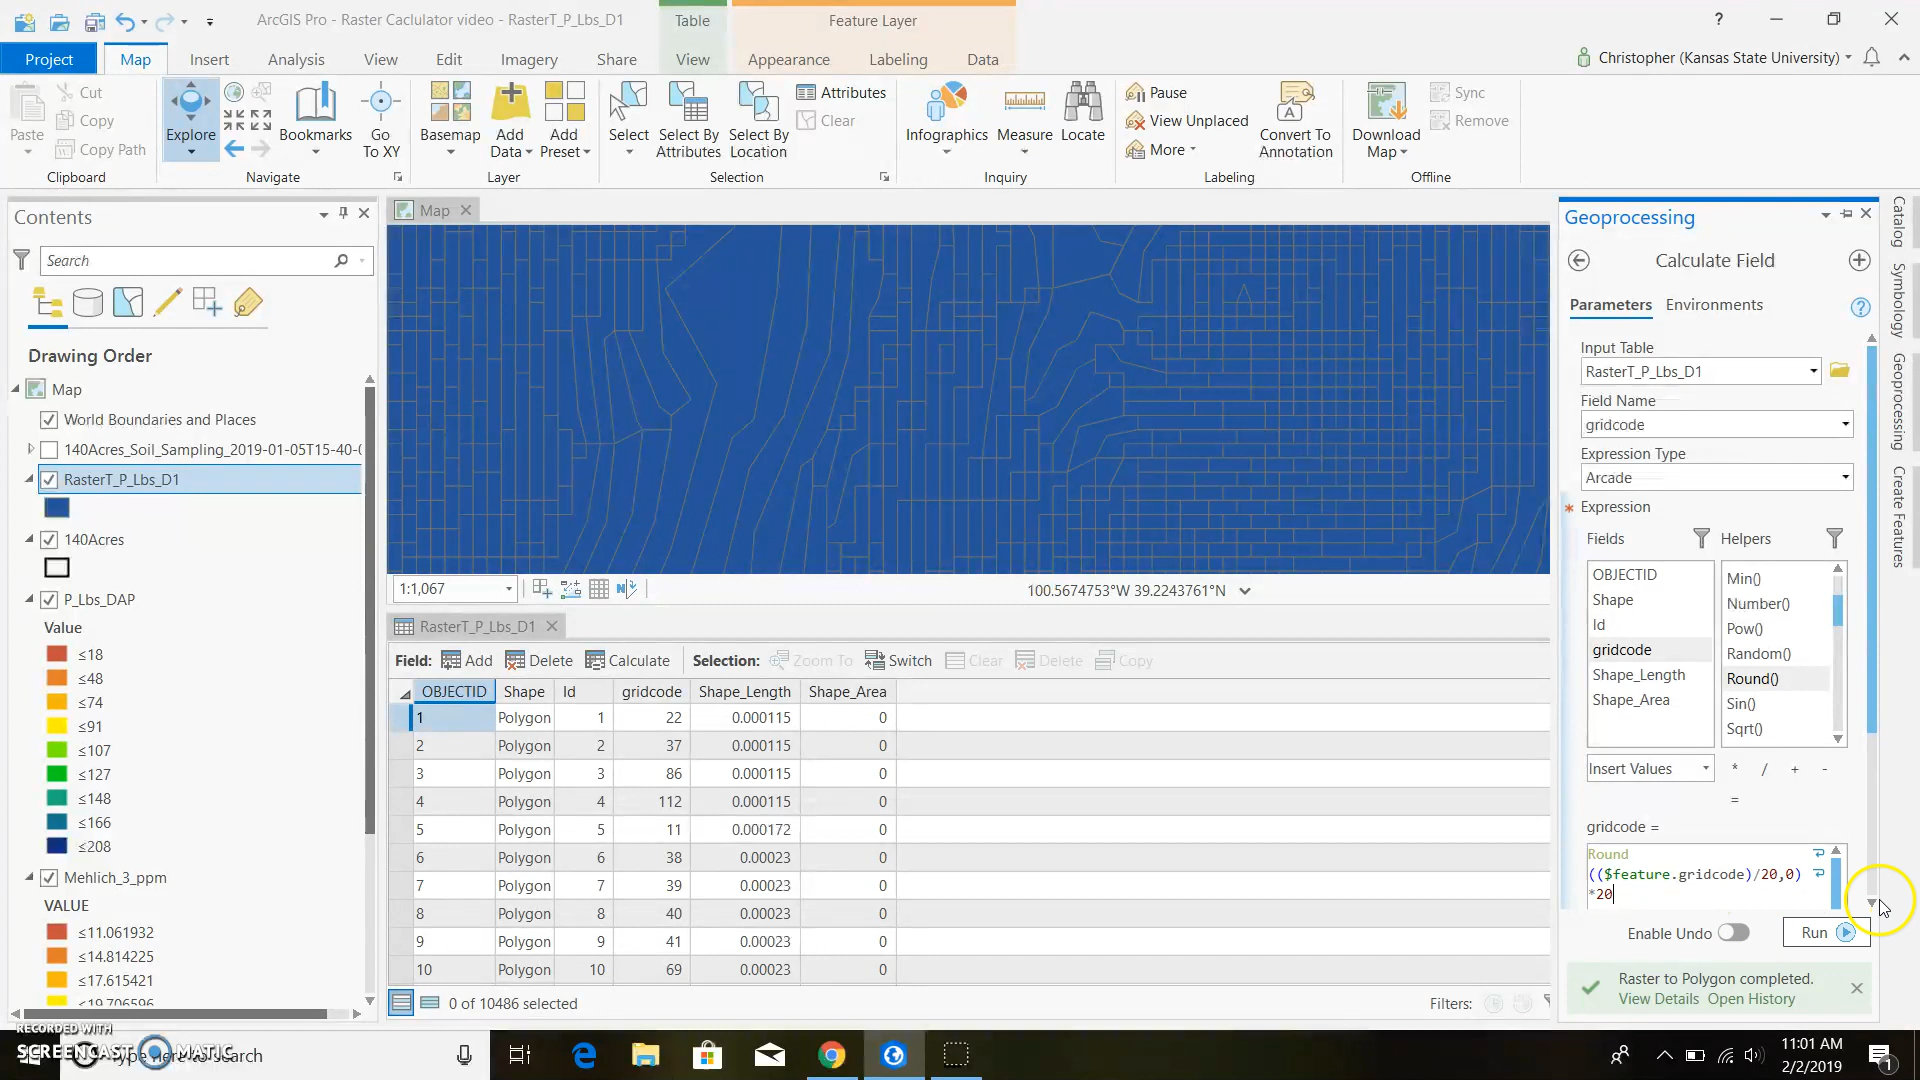 ArcGIS Pro - Raster Caclulator video - RasterT_P_Lbs_D1
Table
Feature Layer
?
Project
Map
Insert
Analysis
View
Edit
Imagery
Share
View
Appearance
Labeling
Data
Christopher (Kansas State University)
Paste
Cut
Copy
Copy Path
Clipboard
Explore
Bookmarks
Go To XY
Navigate
Basemap
Add Data
Add Preset
Layer
Select
Select By Attributes
Select By Location
Attributes
Clear
Selection
Infographics
Measure
Locate
Inquiry
Pause
View Unplaced
More
Convert To Annotation
Labeling
Download Map
Sync
Remove
Offline
Contents
Search
Drawing Order
Map
World Boundaries and Places
140Acres_Soil_Sampling_2019-01-05T15-40-
RasterT_P_Lbs_D1
140Acres
P_Lbs_DAP
Value
≤18
≤48
≤74
≤91
≤107
≤127
≤148
≤166
≤208
Mehlich_3_ppm
VALUE
≤11.061932
≤14.814225
≤17.615421
≤19.706596
Map
1:1,067
100.5674753°W 39.2243761°N
RasterT_P_Lbs_D1
Field: Add Delete Calculate Selection: Zoom To Switch Clear Delete Copy
OBJECTID Shape Id gridcode Shape_Length Shape_Area
1 Polygon 1 22 0.000115 0
2 Polygon 2 37 0.000115 0
3 Polygon 3 86 0.000115 0
4 Polygon 4 112 0.000115 0
5 Polygon 5 11 0.000172 0
6 Polygon 6 38 0.00023 0
7 Polygon 7 39 0.00023 0
8 Polygon 8 40 0.00023 0
9 Polygon 9 41 0.00023 0
10 Polygon 10 69 0.00023 0
0 of 10486 selected
Filters:
Geoprocessing
Calculate Field
Parameters Environments
?
Input Table
RasterT_P_Lbs_D1
Field Name
gridcode
Expression Type
Arcade
* Expression
Fields
OBJECTID
Shape
Id
gridcode
Shape_Length
Shape_Area
Helpers
Min()
Number()
Pow()
Random()
Round()
Sin()
Sqrt()
Insert Values
* / + -
=
gridcode =
Round
(($feature.gridcode)/20,0)
*20
Enable Undo
Run
Raster to Polygon completed.
View Details Open History
Catalog
Symbology
Geoprocessing
Create Features
RECORDED WITH
SCREENCAST MATIC
Type here to search
11:01 AM
2/2/2019
1